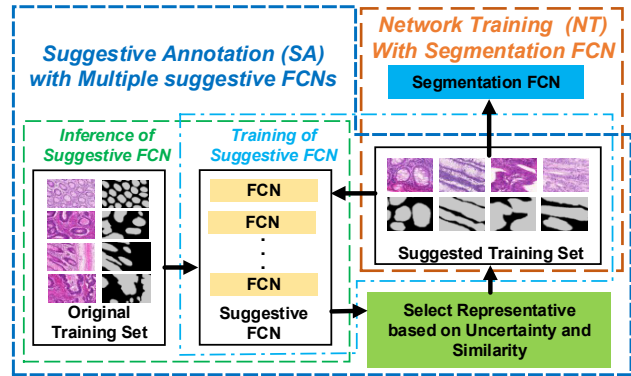 Suggestive Annotation (SA)
with Multiple suggestive FCNs
Network Training (NT)
With Segmentation FCN
Segmentation FCN
Inference of
Suggestive FCN
Training of
Suggestive FCN
FCN
FCN
.
.
.
FCN
Original
Training Set
Suggestive
FCN
Suggested Training Set
Select Representative
based on Uncertainty and
Similarity